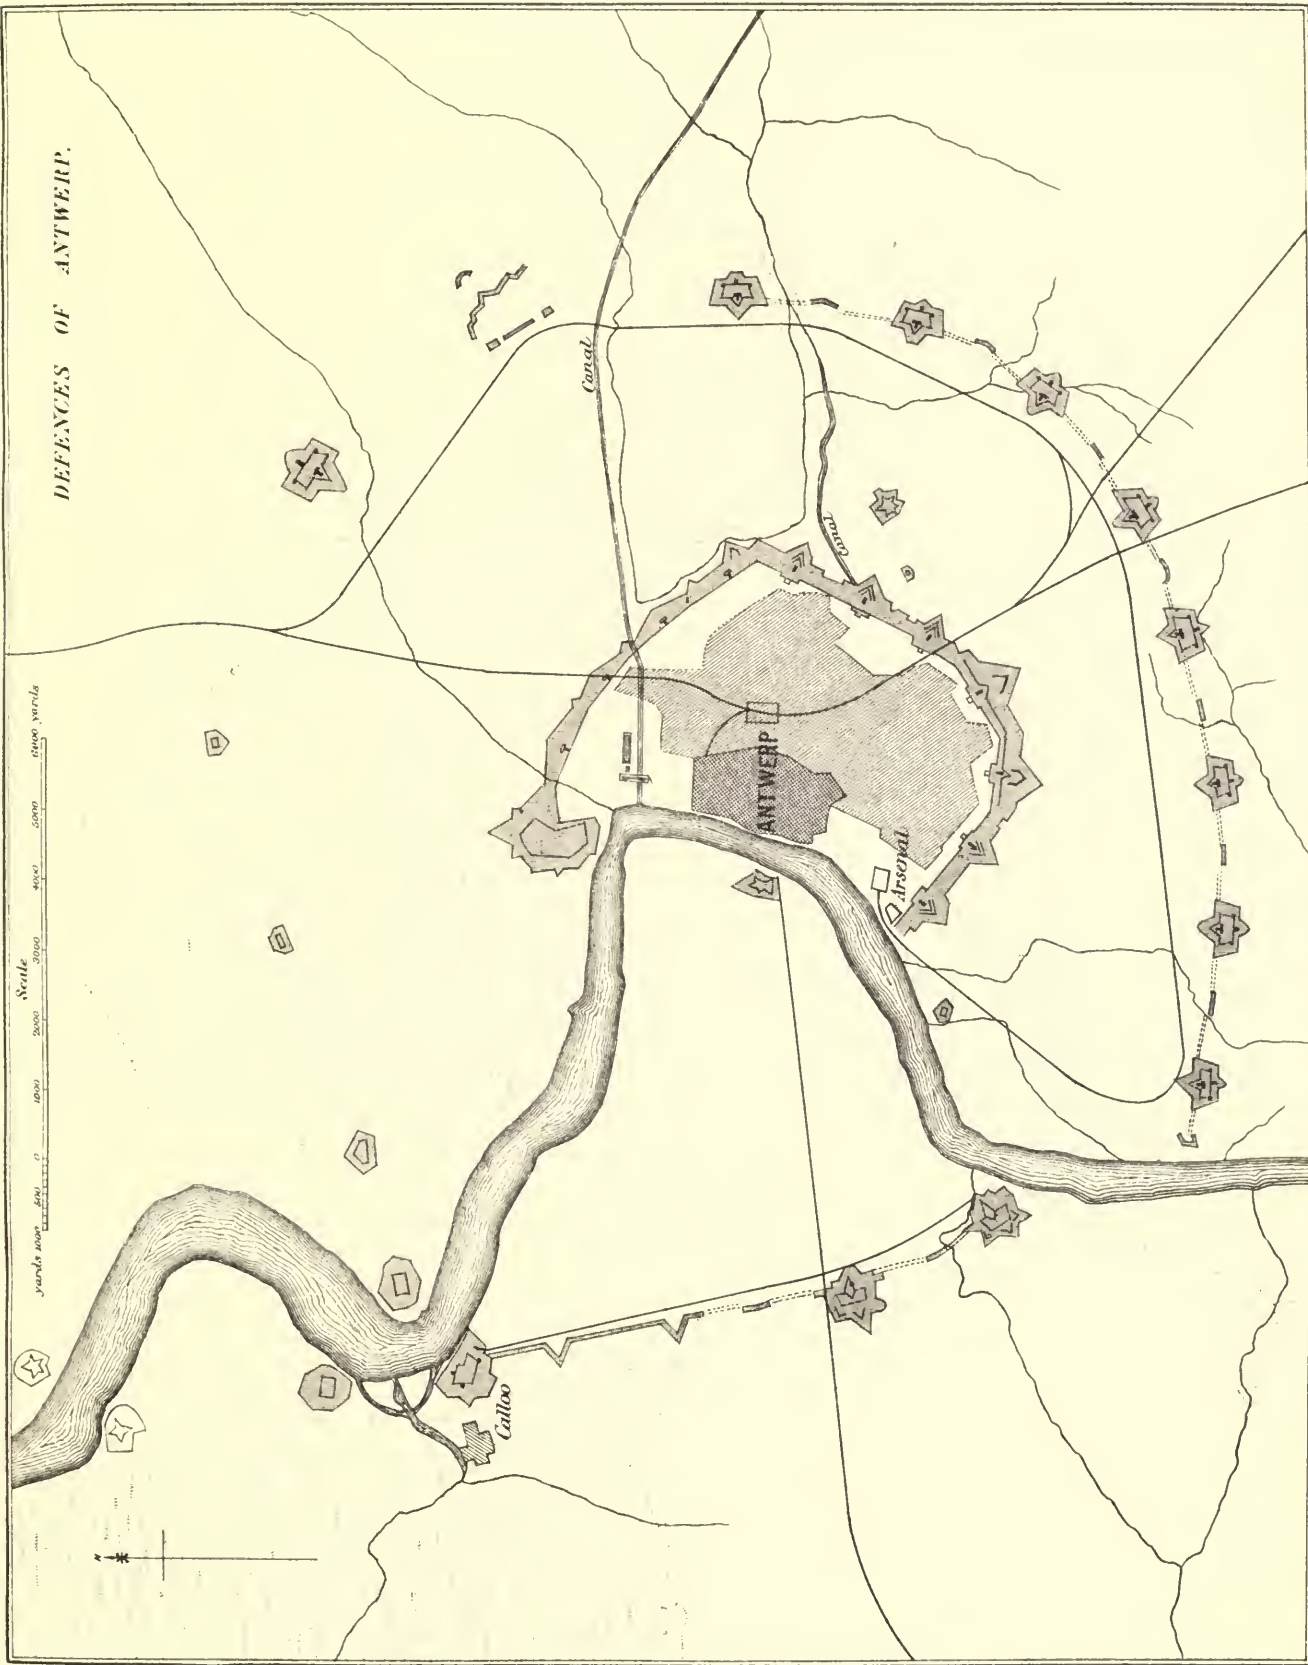 DEFENCES OF ANTWERP.
Scale
yards 1000 500 0 1000 2000 3000 4000 5000 6000 yards
N
Canal
Canal
ANTWERP
Arsenal
Calloo